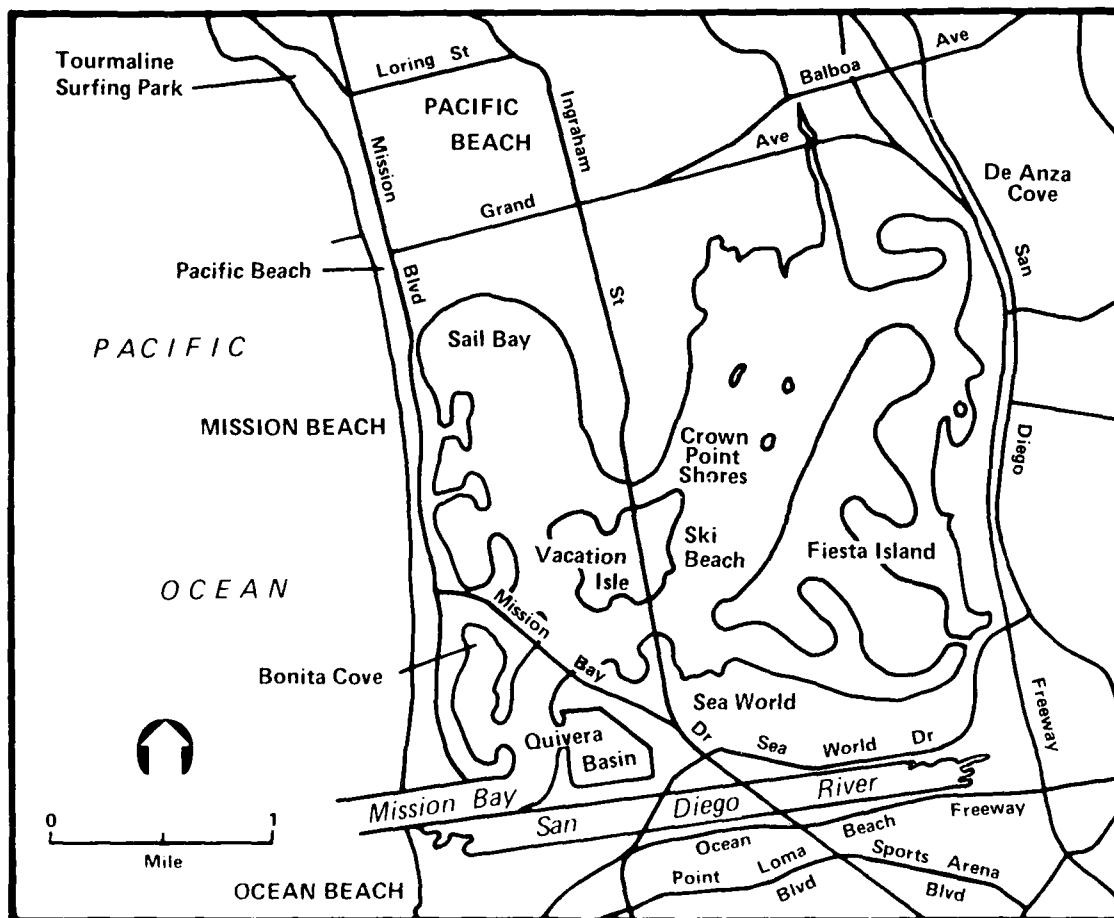 Tourmaline
Surfing Park
Loring St
PACIFIC
BEACH
Ingraham
St
Balboa Ave
Grand Ave
Mission
Blvd
De Anza
Cove
San
Diego
Freeway
Pacific Beach
Sail Bay
PACIFIC
OCEAN
MISSION BEACH
Crown
Point
Shores
Vacation
Isle
Ski
Beach
Fiesta Island
Mission
Bay
Dr
Bonita Cove
Sea World
Quivera
Basin
Sea World Dr
Mission Bay
San Diego River
Ocean Beach Freeway
Point Loma
Blvd
Sports Arena
Blvd
0 1
Mile
OCEAN BEACH